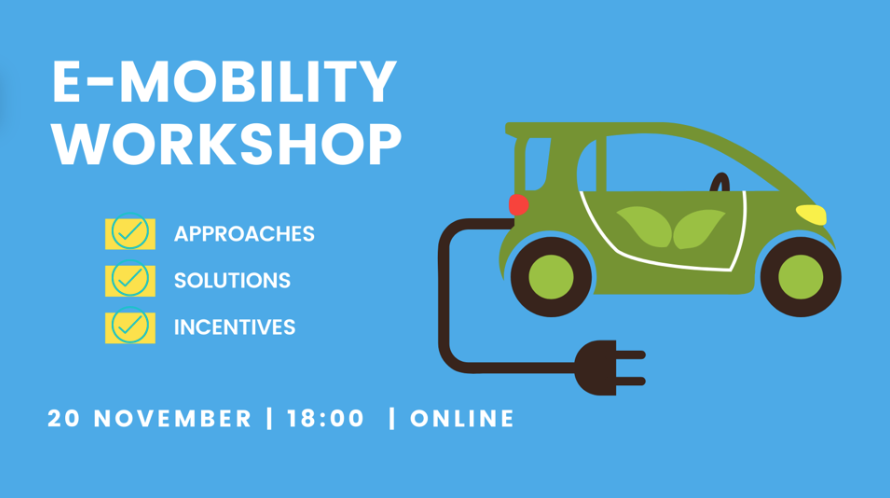 E-MOBILITY
WORKSHOP
APPROACHES
SOLUTIONS
INCENTIVES
20 NOVEMBER | 18:00 | ONLINE